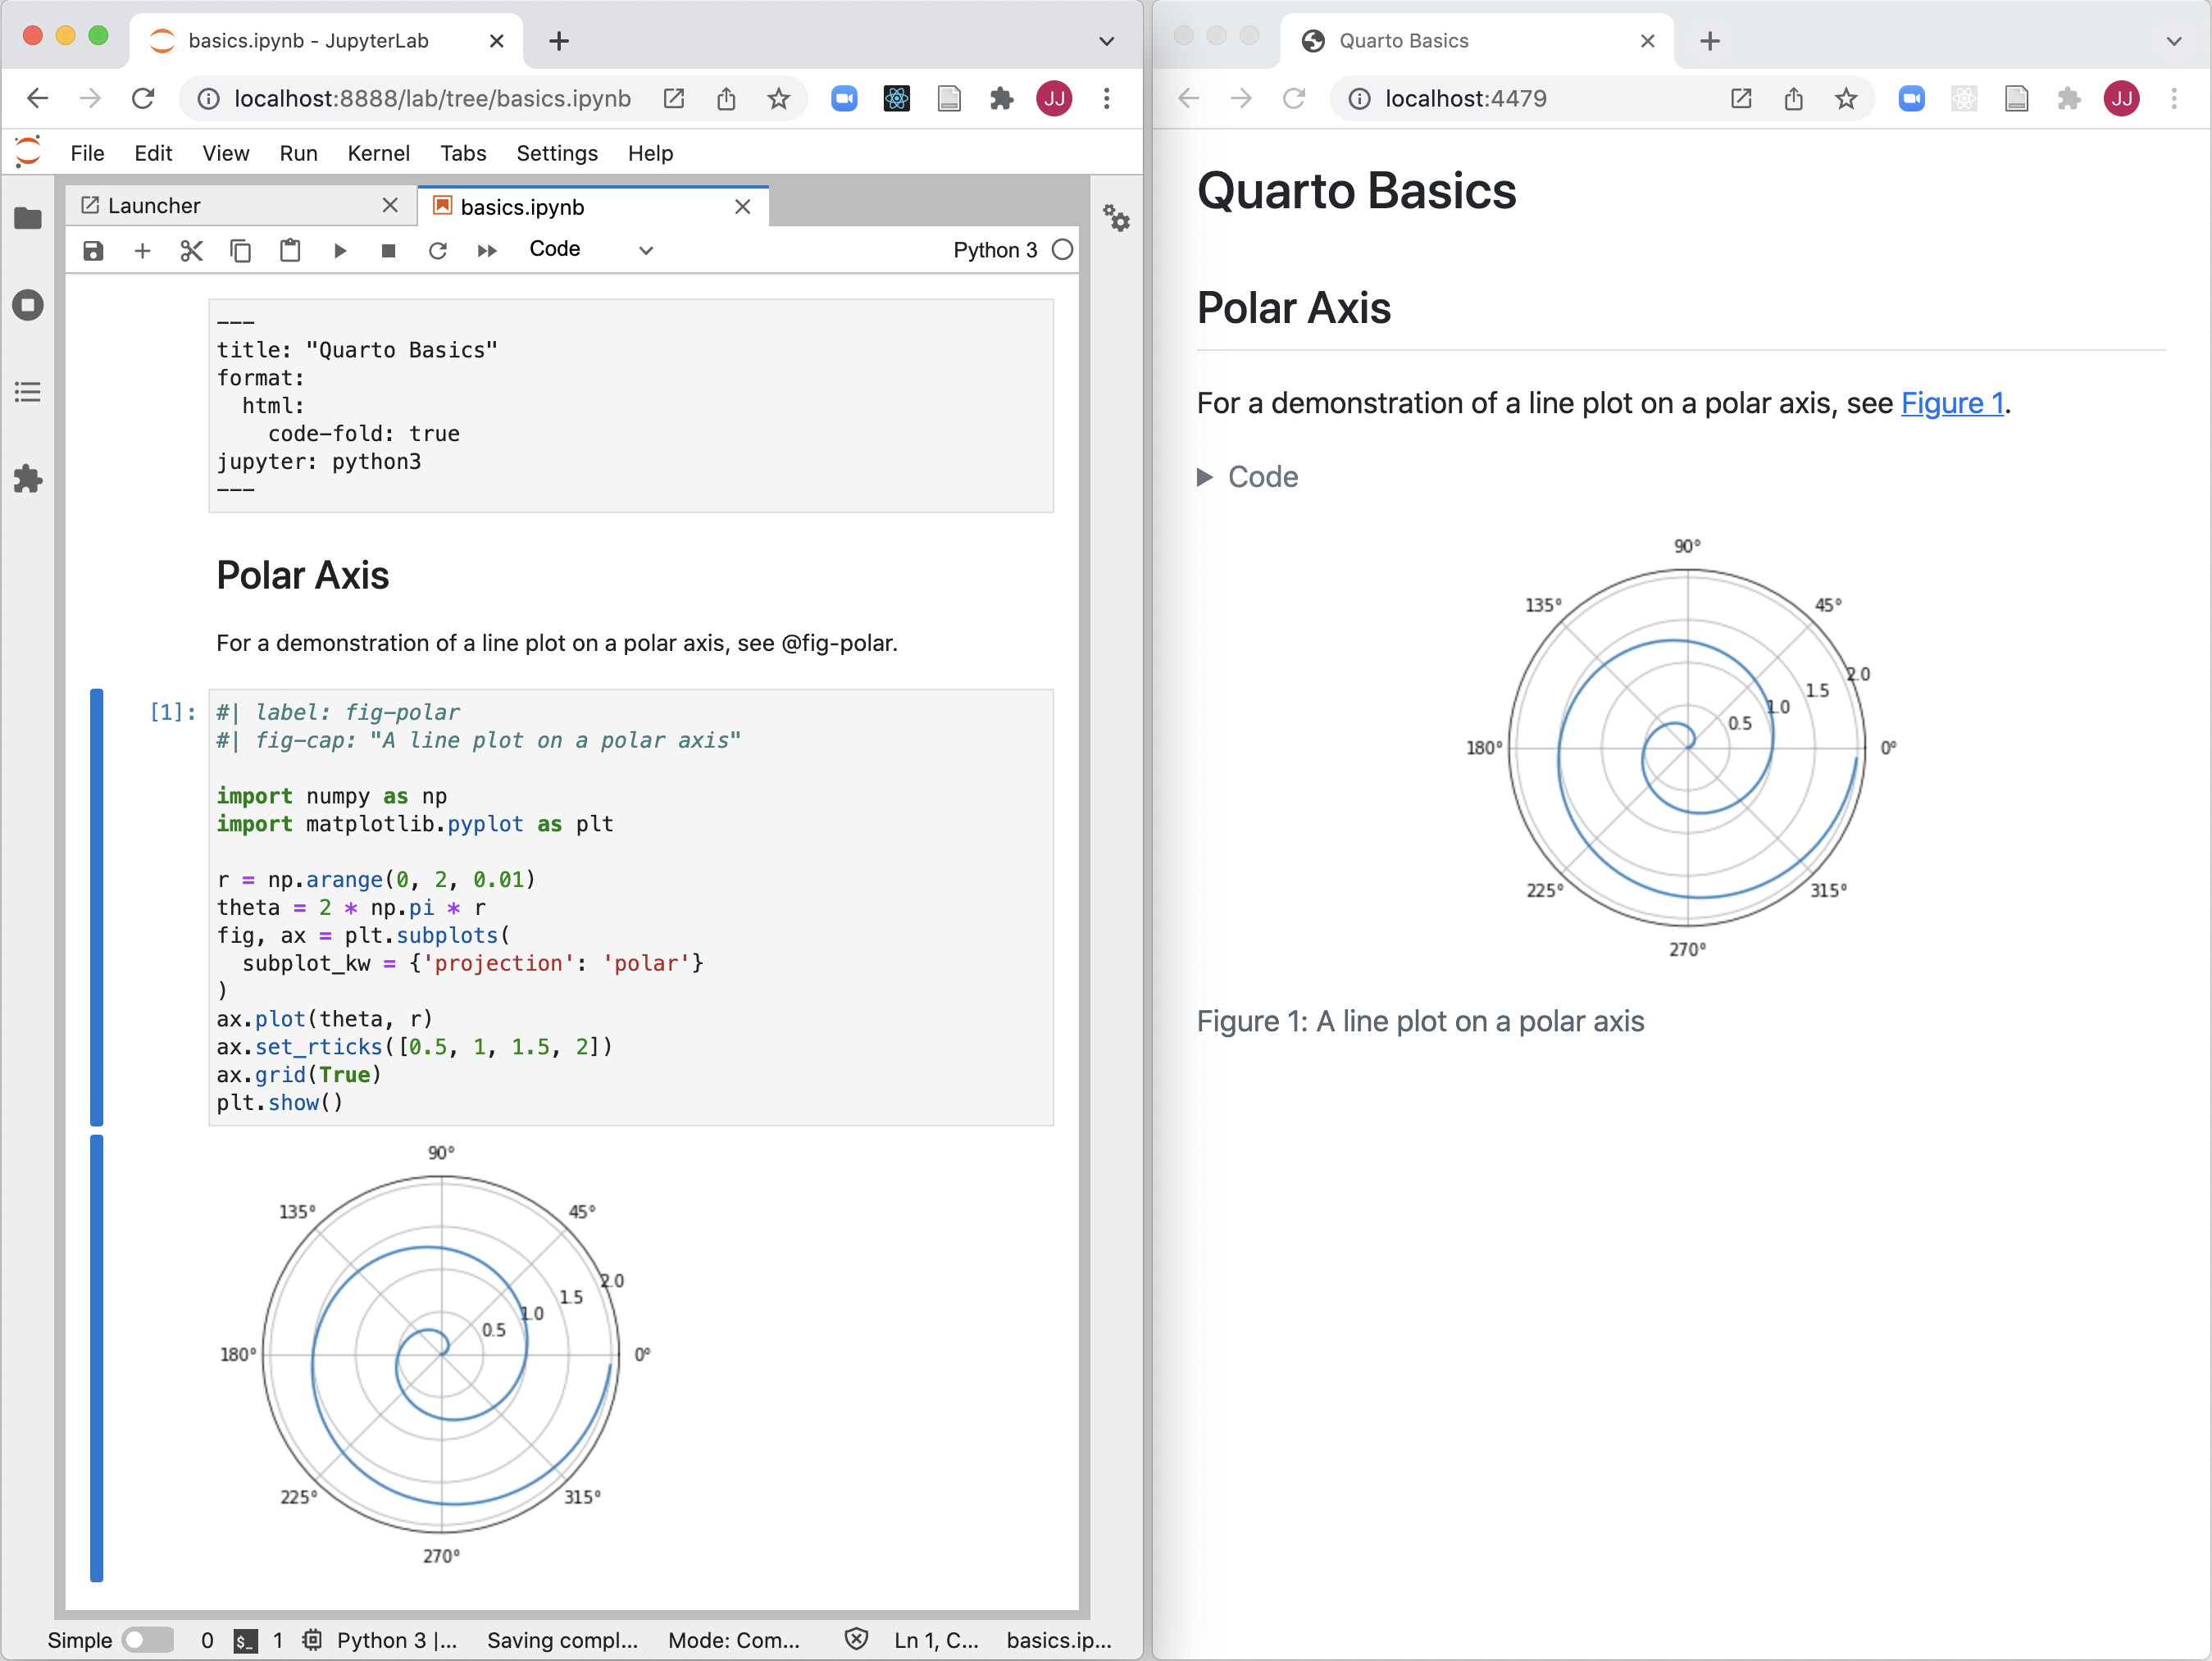 basics.ipynb - JupyterLab
localhost:8888/lab/tree/basics.ipynb
JJ
File Edit View Run Kernel Tabs Settings Help
Launcher
basics.ipynb
Code
Python 3
---
title: "Quarto Basics"
format:
  html:
    code-fold: true
jupyter: python3
---
Polar Axis
For a demonstration of a line plot on a polar axis, see @fig-polar.
[1]:
#| label: fig-polar
#| fig-cap: "A line plot on a polar axis"
import numpy as np
import matplotlib.pyplot as plt
r = np.arange(0, 2, 0.01)
theta = 2 * np.pi * r
fig, ax = plt.subplots(
  subplot_kw = {'projection': 'polar'}
)
ax.plot(theta, r)
ax.set_rticks([0.5, 1, 1.5, 2])
ax.grid(True)
plt.show()
90°
135° 45°
2.0
1.5
1.0
0.5
180° 0°
225° 315°
270°
Simple 0 $_ 1 Python 3 |... Saving compl... Mode: Com... Ln 1, C... basics.ip...
Quarto Basics
localhost:4479
JJ
Quarto Basics
Polar Axis
For a demonstration of a line plot on a polar axis, see Figure 1.
Code
90°
135° 45°
2.0
1.5
1.0
0.5
180° 0°
225° 315°
270°
Figure 1: A line plot on a polar axis